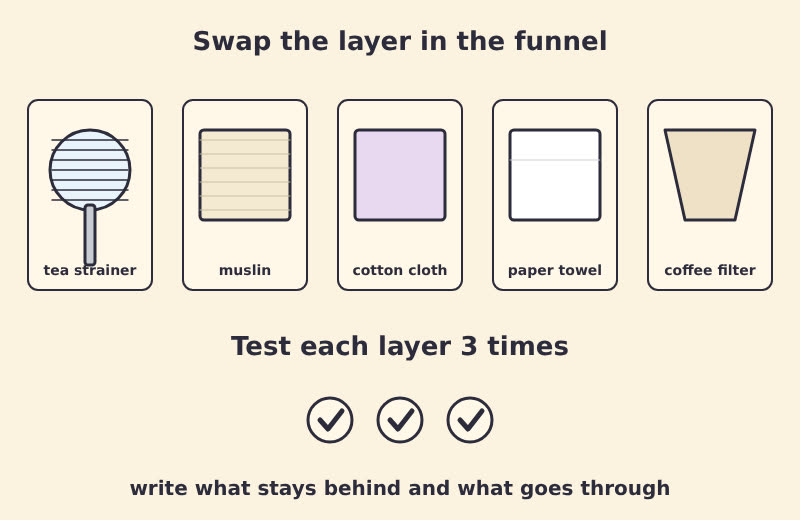 Swap the layer in the funnel
tea strainer
muslin
cotton cloth
paper towel
coffee filter
Test each layer 3 times
write what stays behind and what goes through